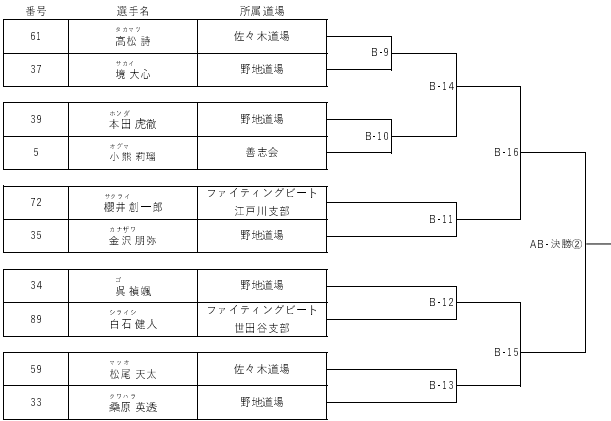 番号 選手名 所属道場
タカマツ
61 高松 詩 佐々木道場
B-9
サカイ
37 境 大心 野地道場
B-14
ホンダ
39 本田 虎徹 野地道場
B-10
オグマ
5 小熊 莉瑠 善志会
B-16
サクライ
72 櫻井 創一郎 ファイティングビート
江戸川支部
B-11
カナザワ
35 金沢 朋弥 野地道場
AB-決勝②
ゴ
34 呉 禎颯 野地道場
B-12
シライシ
89 白石 健人 ファイティングビート
世田谷支部
B-15
マツオ
59 松尾 天太 佐々木道場
B-13
クワハラ
33 桑原 英透 野地道場